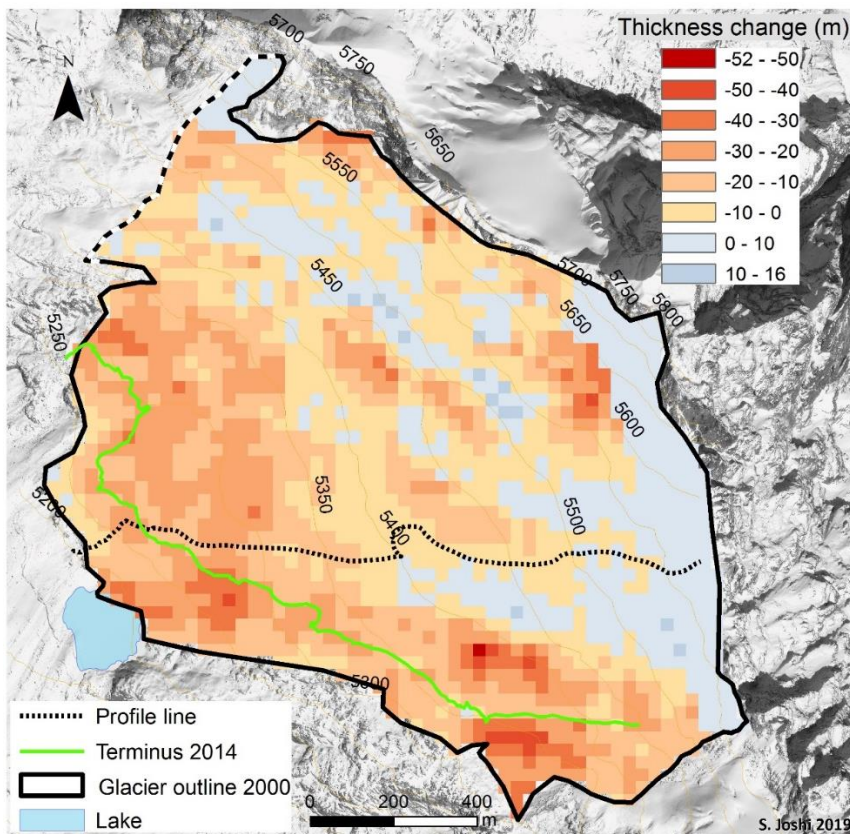 Thickness change (m)
-52 - -50
-50 - -40
-40 - -30
-30 - -20
-20 - -10
-10 - 0
0 - 10
10 - 16
N
5700
5750
5650
5550
5450
5700
5750
5800
5650
5600
5250
5200
5350
5400
5500
5300
Profile line
Terminus 2014
Glacier outline 2000
Lake
0 200 400
m
S. Joshi 2019